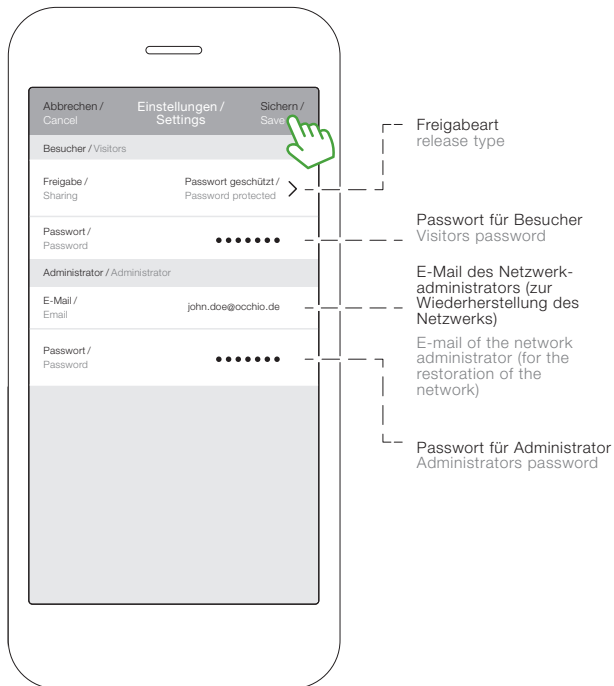 Abbrechen / Einstellungen / Sichern /
Cancel Settings Save
Besucher / Visitors
Freigabe / Passwort geschützt /
Sharing Password protected
Passwort / •••••••
Password
Administrator / Administrator
E-Mail / john.doe@occhio.de
Email
Passwort / •••••••
Password
Freigabeart
release type
Passwort für Besucher
Visitors password
E-Mail des Netzwerk-
administrators (zur
Wiederherstellung des
Netzwerks)
E-mail of the network
administrator (for the
restoration of the
network)
Passwort für Administrator
Administrators password